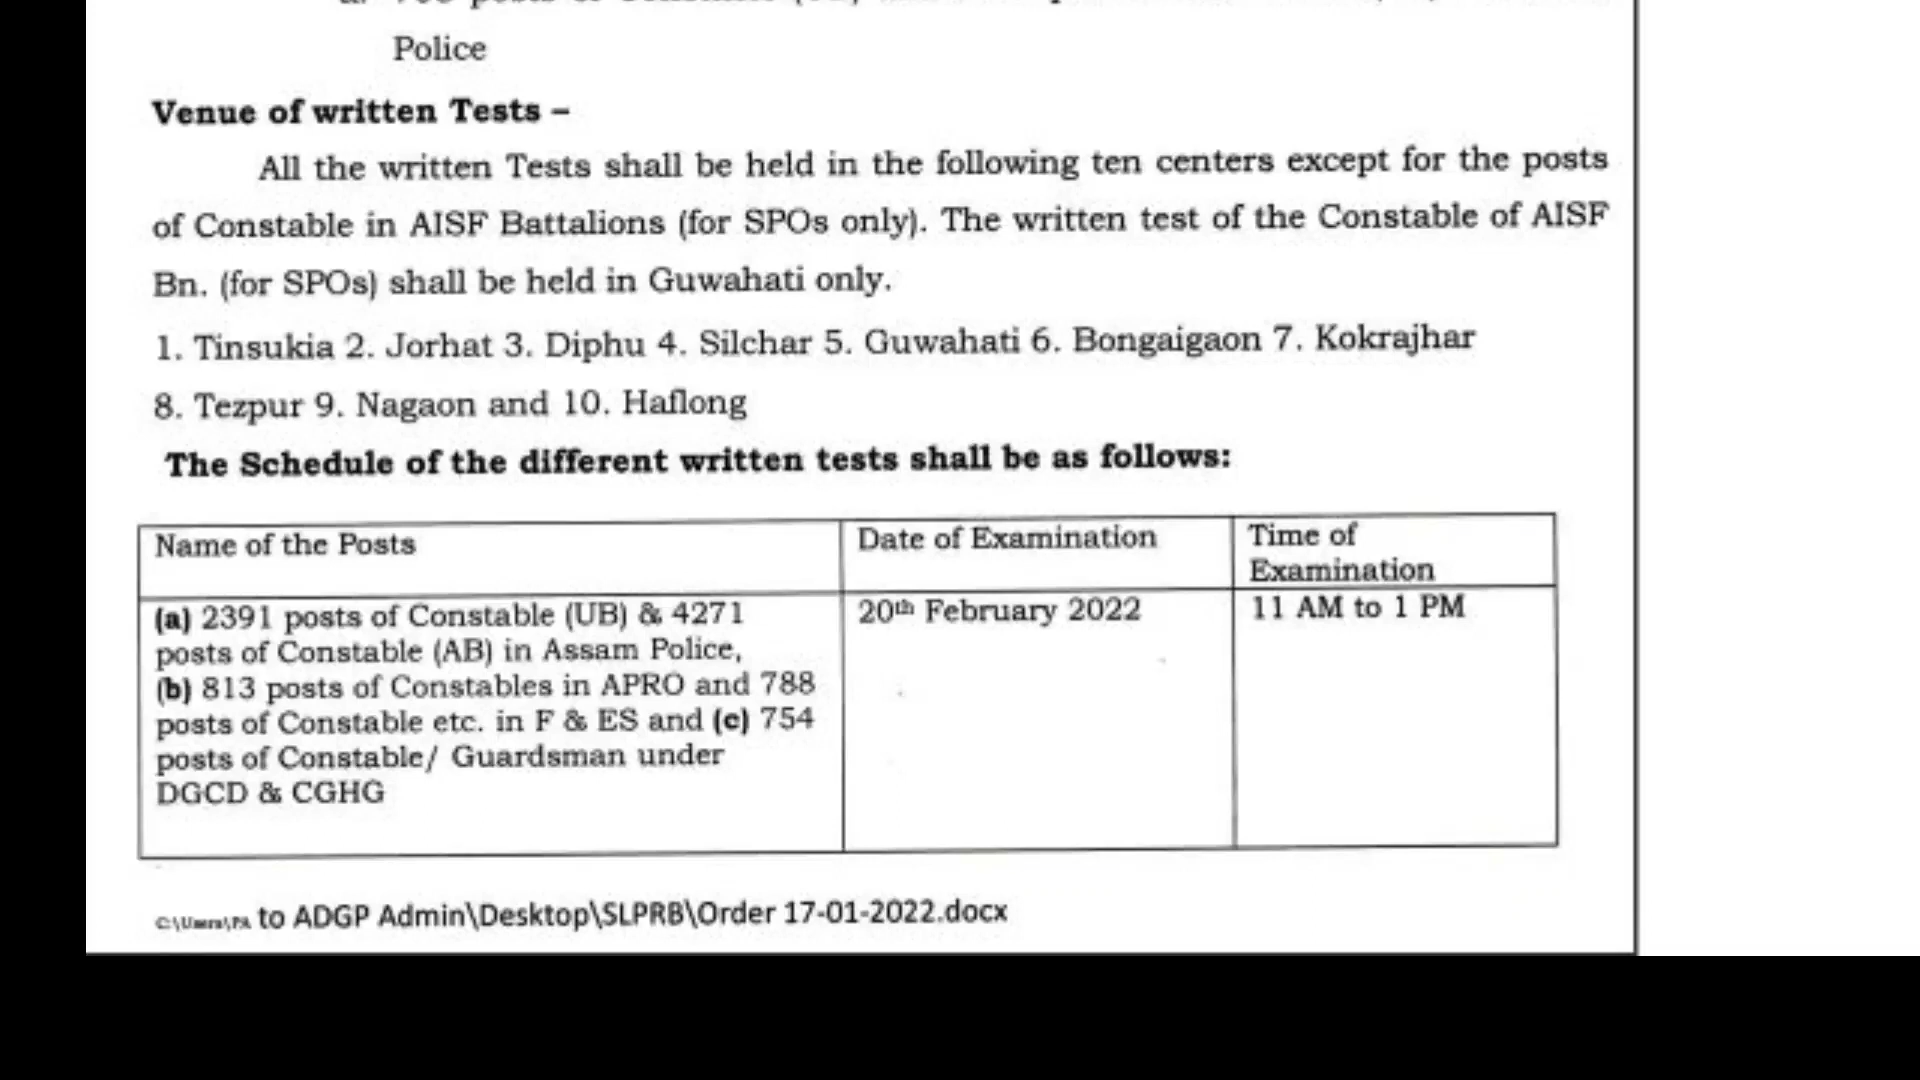 Police
Venue of written Tests –
All the written Tests shall be held in the following ten centers except for the posts
of Constable in AISF Battalions (for SPOs only). The written test of the Constable of AISF
Bn. (for SPOs) shall be held in Guwahati only.
1. Tinsukia 2. Jorhat 3. Diphu 4. Silchar 5. Guwahati 6. Bongaigaon 7. Kokrajhar
8. Tezpur 9. Nagaon and 10. Haflong
The Schedule of the different written tests shall be as follows:
Name of the Posts
Date of Examination
Time of
Examination
(a) 2391 posts of Constable (UB) & 4271
posts of Constable (AB) in Assam Police,
(b) 813 posts of Constables in APRO and 788
posts of Constable etc. in F & ES and (c) 754
posts of Constable/ Guardsman under
DGCD & CGHG
20th February 2022
11 AM to 1 PM
C:\Users\PA to ADGP Admin\Desktop\SLPRB\Order 17-01-2022.docx